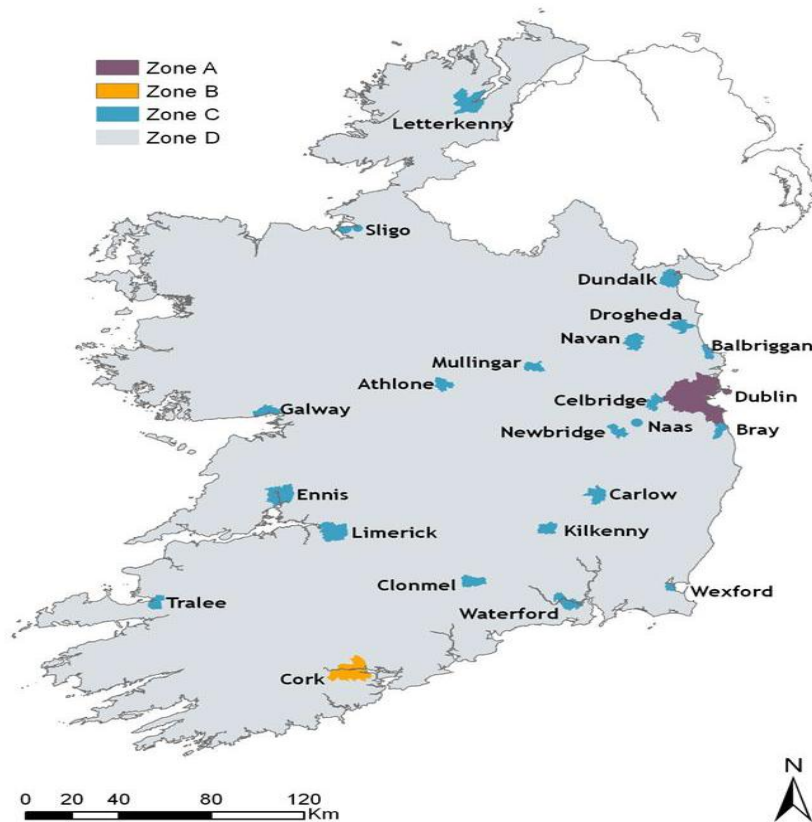 Zone A
Zone B
Zone C
Zone D
Letterkenny
Sligo
Dundalk
Drogheda
Navan
Balbriggan
Mullingar
Athlone
Celbridge
Dublin
Galway
Newbridge
Naas
Bray
Ennis
Carlow
Limerick
Kilkenny
Clonmel
Wexford
Tralee
Waterford
Cork
N
0 20 40 80 120
Km